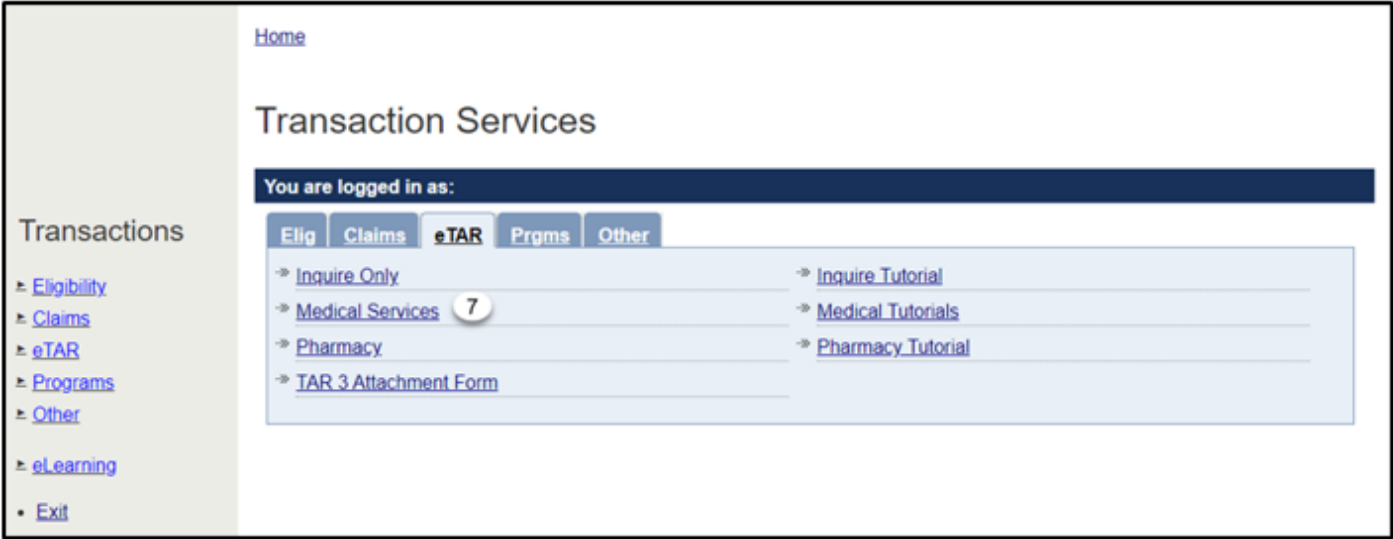 Home
Transaction Services
You are logged in as:
Transactions
Eligibility
Claims
eTAR
Programs
Other
eLearning
Exit
Elig Claims eTAR Prgms Other
Inquire Only
Medical Services 7
Pharmacy
TAR 3 Attachment Form
Inquire Tutorial
Medical Tutorials
Pharmacy Tutorial